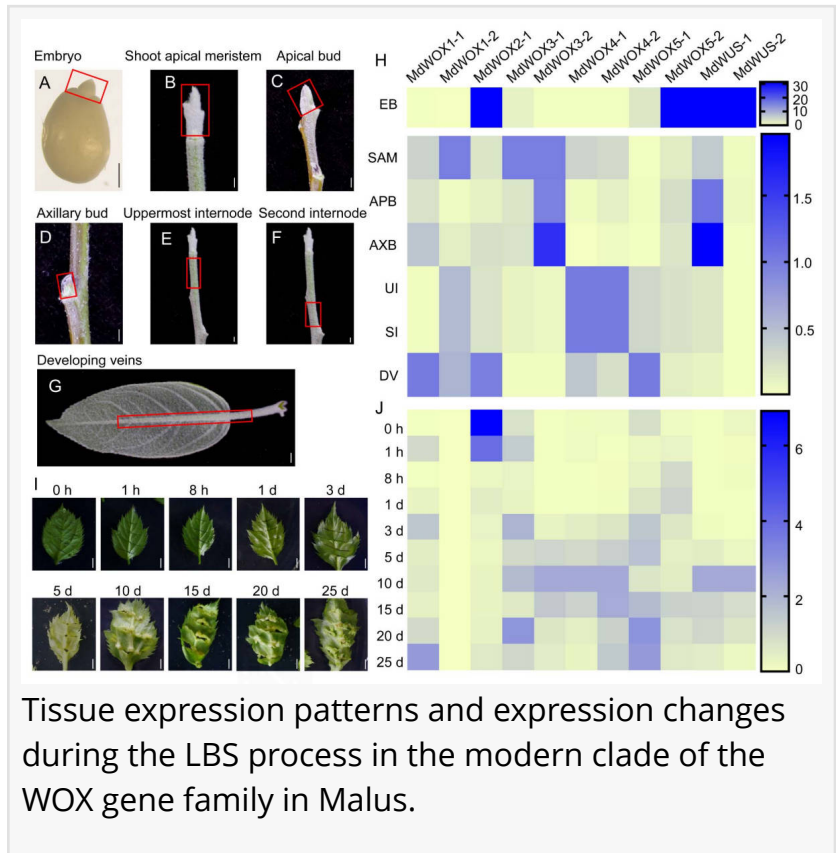 Embryo
Shoot apical meristem
Apical bud
A
B
C
Axillary bud
Uppermost internode
Second internode
D
E
F
Developing veins
G
I
0 h
1 h
8 h
1 d
3 d
5 d
10 d
15 d
20 d
25 d
H
MdWOX1-1
MdWOX1-2
MdWOX2-1
MdWOX3-1
MdWOX3-2
MdWOX4-1
MdWOX4-2
MdWOX5-1
MdWOX5-2
MdWUS-1
MdWUS-2
EB
30
20
10
0
SAM
APB
AXB
UI
SI
DV
1.5
1.0
0.5
J
0 h
1 h
8 h
1 d
3 d
5 d
10 d
15 d
20 d
25 d
6
4
2
0
Tissue expression patterns and expression changes
during the LBS process in the modern clade of the
WOX gene family in Malus.